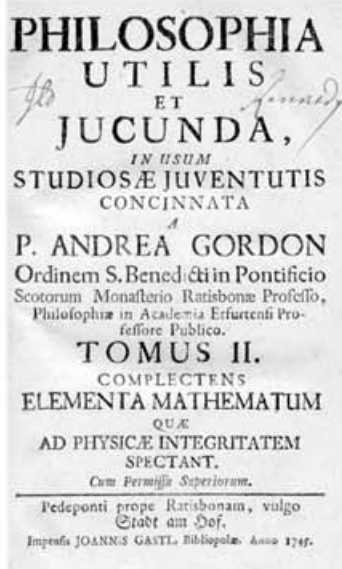 PHILOSOPHIA
UTILIS
ET
JUCUNDA,
IN USUM
STUDIOSÆ JUVENTUTIS
CONCINNATA
A
P. ANDREA GORDON
Ordinem S. Benedicti in Pontificio
Scotorum Monaſterio Ratisbonæ Profeſſo,
Philoſophiæ in Academia Erfurtenſi Pro-
feſſore Publico.
TOMUS II.
COMPLECTENS
ELEMENTA MATHEMATUM
QUÆ
AD PHYSICÆ INTEGRITATEM
SPECTANT.
Cum Permiſſu Superiorum.
Pedeponti prope Ratisbonam, vulgo
Stadt am Hof.
Impenſis JOANNIS GASTL, Bibliopolæ. Anno 1745.